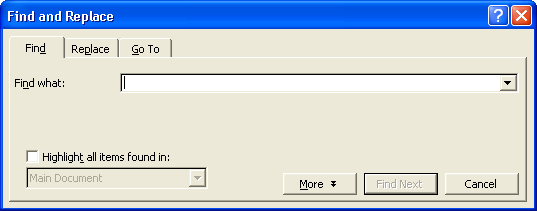 Find and Replace
Find Replace Go To
Find what:
Highlight all items found in:
Main Document
More Find Next Cancel